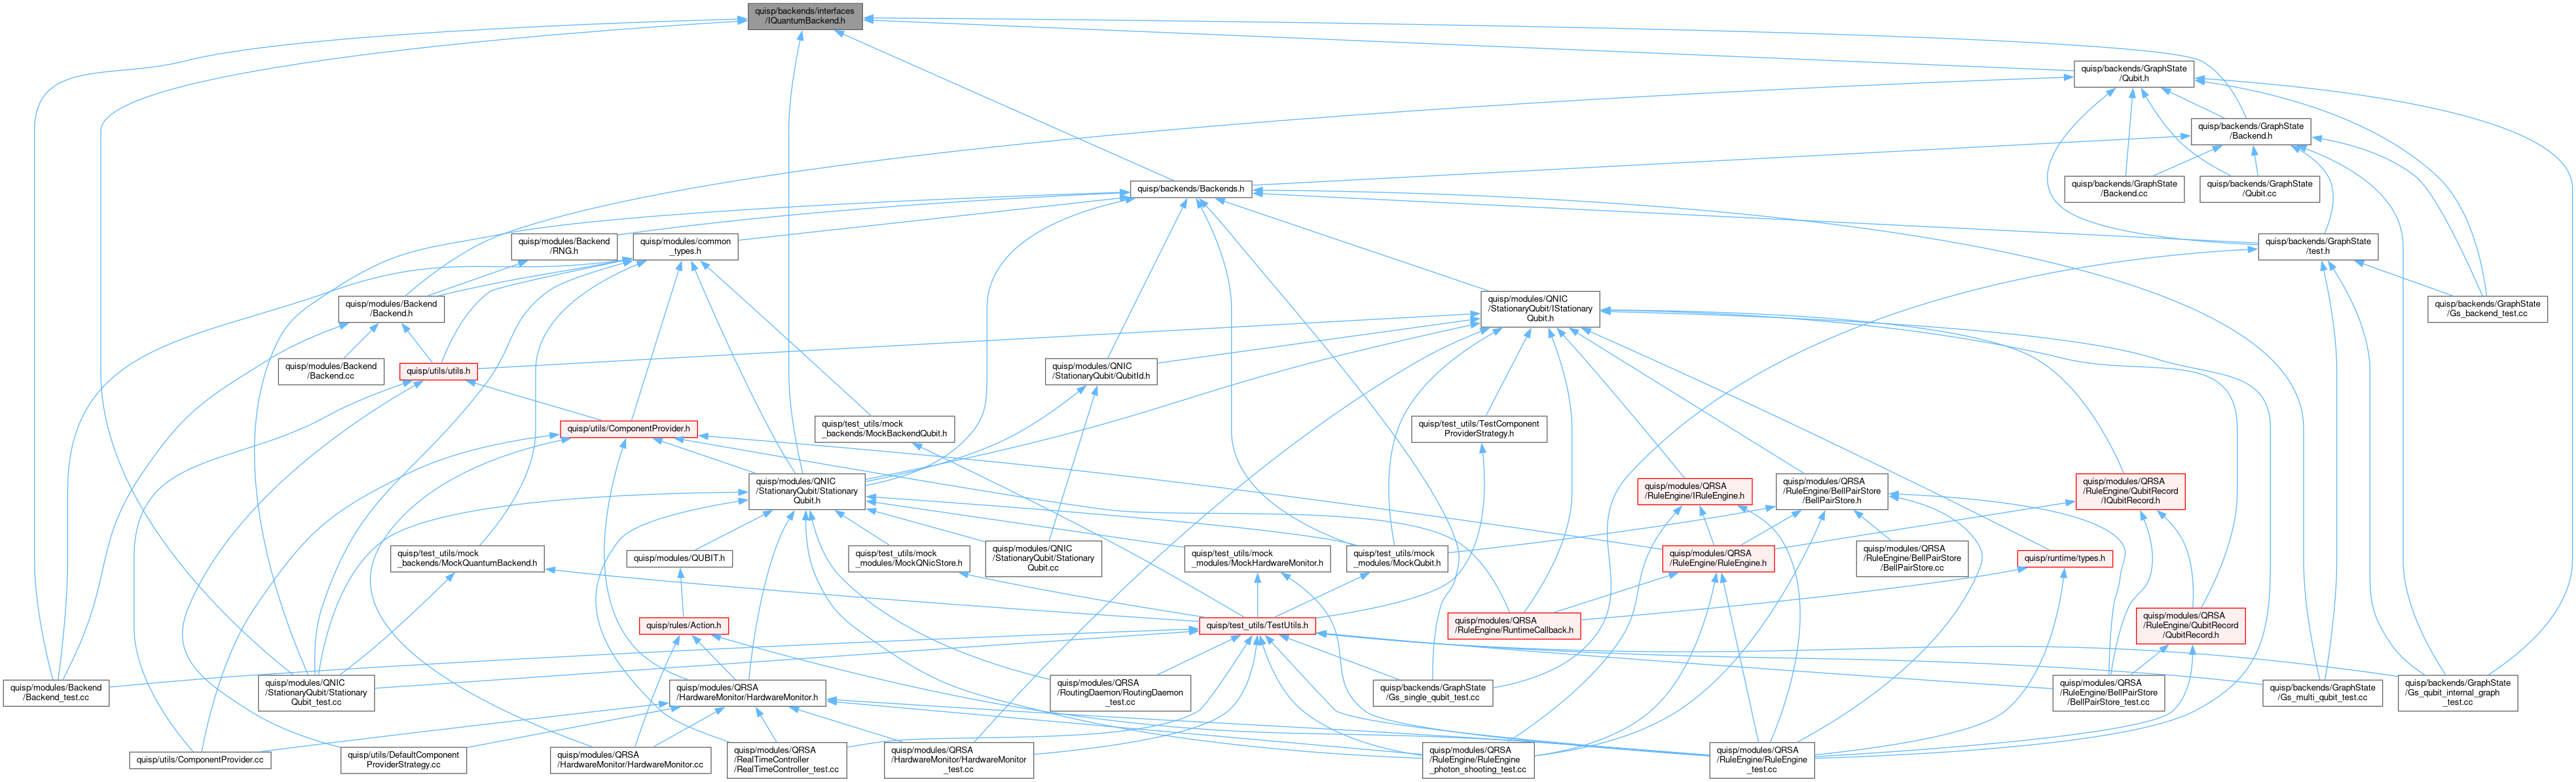 quisp/backends/interfaces
/IQuantumBackend.h
quisp/backends/GraphState
/Qubit.h
quisp/backends/GraphState
/Backend.h
quisp/backends/Backends.h
quisp/backends/GraphState
/Backend.cc
quisp/backends/GraphState
/Qubit.cc
quisp/modules/Backend
/RNG.h
quisp/modules/common
_types.h
quisp/backends/GraphState
/test.h
quisp/modules/Backend
/Backend.h
quisp/modules/QNIC
/StationaryQubit/IStationary
Qubit.h
quisp/backends/GraphState
/Gs_backend_test.cc
quisp/modules/Backend
/Backend.cc
quisp/utils/utils.h
quisp/modules/QNIC
/StationaryQubit/QubitId.h
quisp/utils/ComponentProvider.h
quisp/test_utils/mock
_backends/MockBackendQubit.h
quisp/test_utils/TestComponent
ProviderStrategy.h
quisp/modules/QNIC
/StationaryQubit/Stationary
Qubit.h
quisp/modules/QRSA
/RuleEngine/IRuleEngine.h
quisp/modules/QRSA
/RuleEngine/BellPairStore
/BellPairStore.h
quisp/modules/QRSA
/RuleEngine/QubitRecord
/IQubitRecord.h
quisp/test_utils/mock
_backends/MockQuantumBackend.h
quisp/modules/QUBIT.h
quisp/test_utils/mock
_modules/MockQNicStore.h
quisp/modules/QNIC
/StationaryQubit/Stationary
Qubit.cc
quisp/test_utils/mock
_modules/MockHardwareMonitor.h
quisp/test_utils/mock
_modules/MockQubit.h
quisp/modules/QRSA
/RuleEngine/RuleEngine.h
quisp/modules/QRSA
/RuleEngine/BellPairStore
/BellPairStore.cc
quisp/runtime/types.h
quisp/rules/Action.h
quisp/test_utils/TestUtils.h
quisp/modules/QRSA
/RuleEngine/RuntimeCallback.h
quisp/modules/QRSA
/RuleEngine/QubitRecord
/QubitRecord.h
quisp/modules/Backend
/Backend_test.cc
quisp/modules/QNIC
/StationaryQubit/Stationary
Qubit_test.cc
quisp/modules/QRSA
/HardwareMonitor/HardwareMonitor.h
quisp/modules/QRSA
/RoutingDaemon/RoutingDaemon
_test.cc
quisp/backends/GraphState
/Gs_single_qubit_test.cc
quisp/modules/QRSA
/RuleEngine/BellPairStore
/BellPairStore_test.cc
quisp/backends/GraphState
/Gs_multi_qubit_test.cc
quisp/backends/GraphState
/Gs_qubit_internal_graph
_test.cc
quisp/utils/ComponentProvider.cc
quisp/utils/DefaultComponent
ProviderStrategy.cc
quisp/modules/QRSA
/HardwareMonitor/HardwareMonitor.cc
quisp/modules/QRSA
/RealTimeController
/RealTimeController_test.cc
quisp/modules/QRSA
/HardwareMonitor/HardwareMonitor
_test.cc
quisp/modules/QRSA
/RuleEngine/RuleEngine
_photon_shooting_test.cc
quisp/modules/QRSA
/RuleEngine/RuleEngine
_test.cc